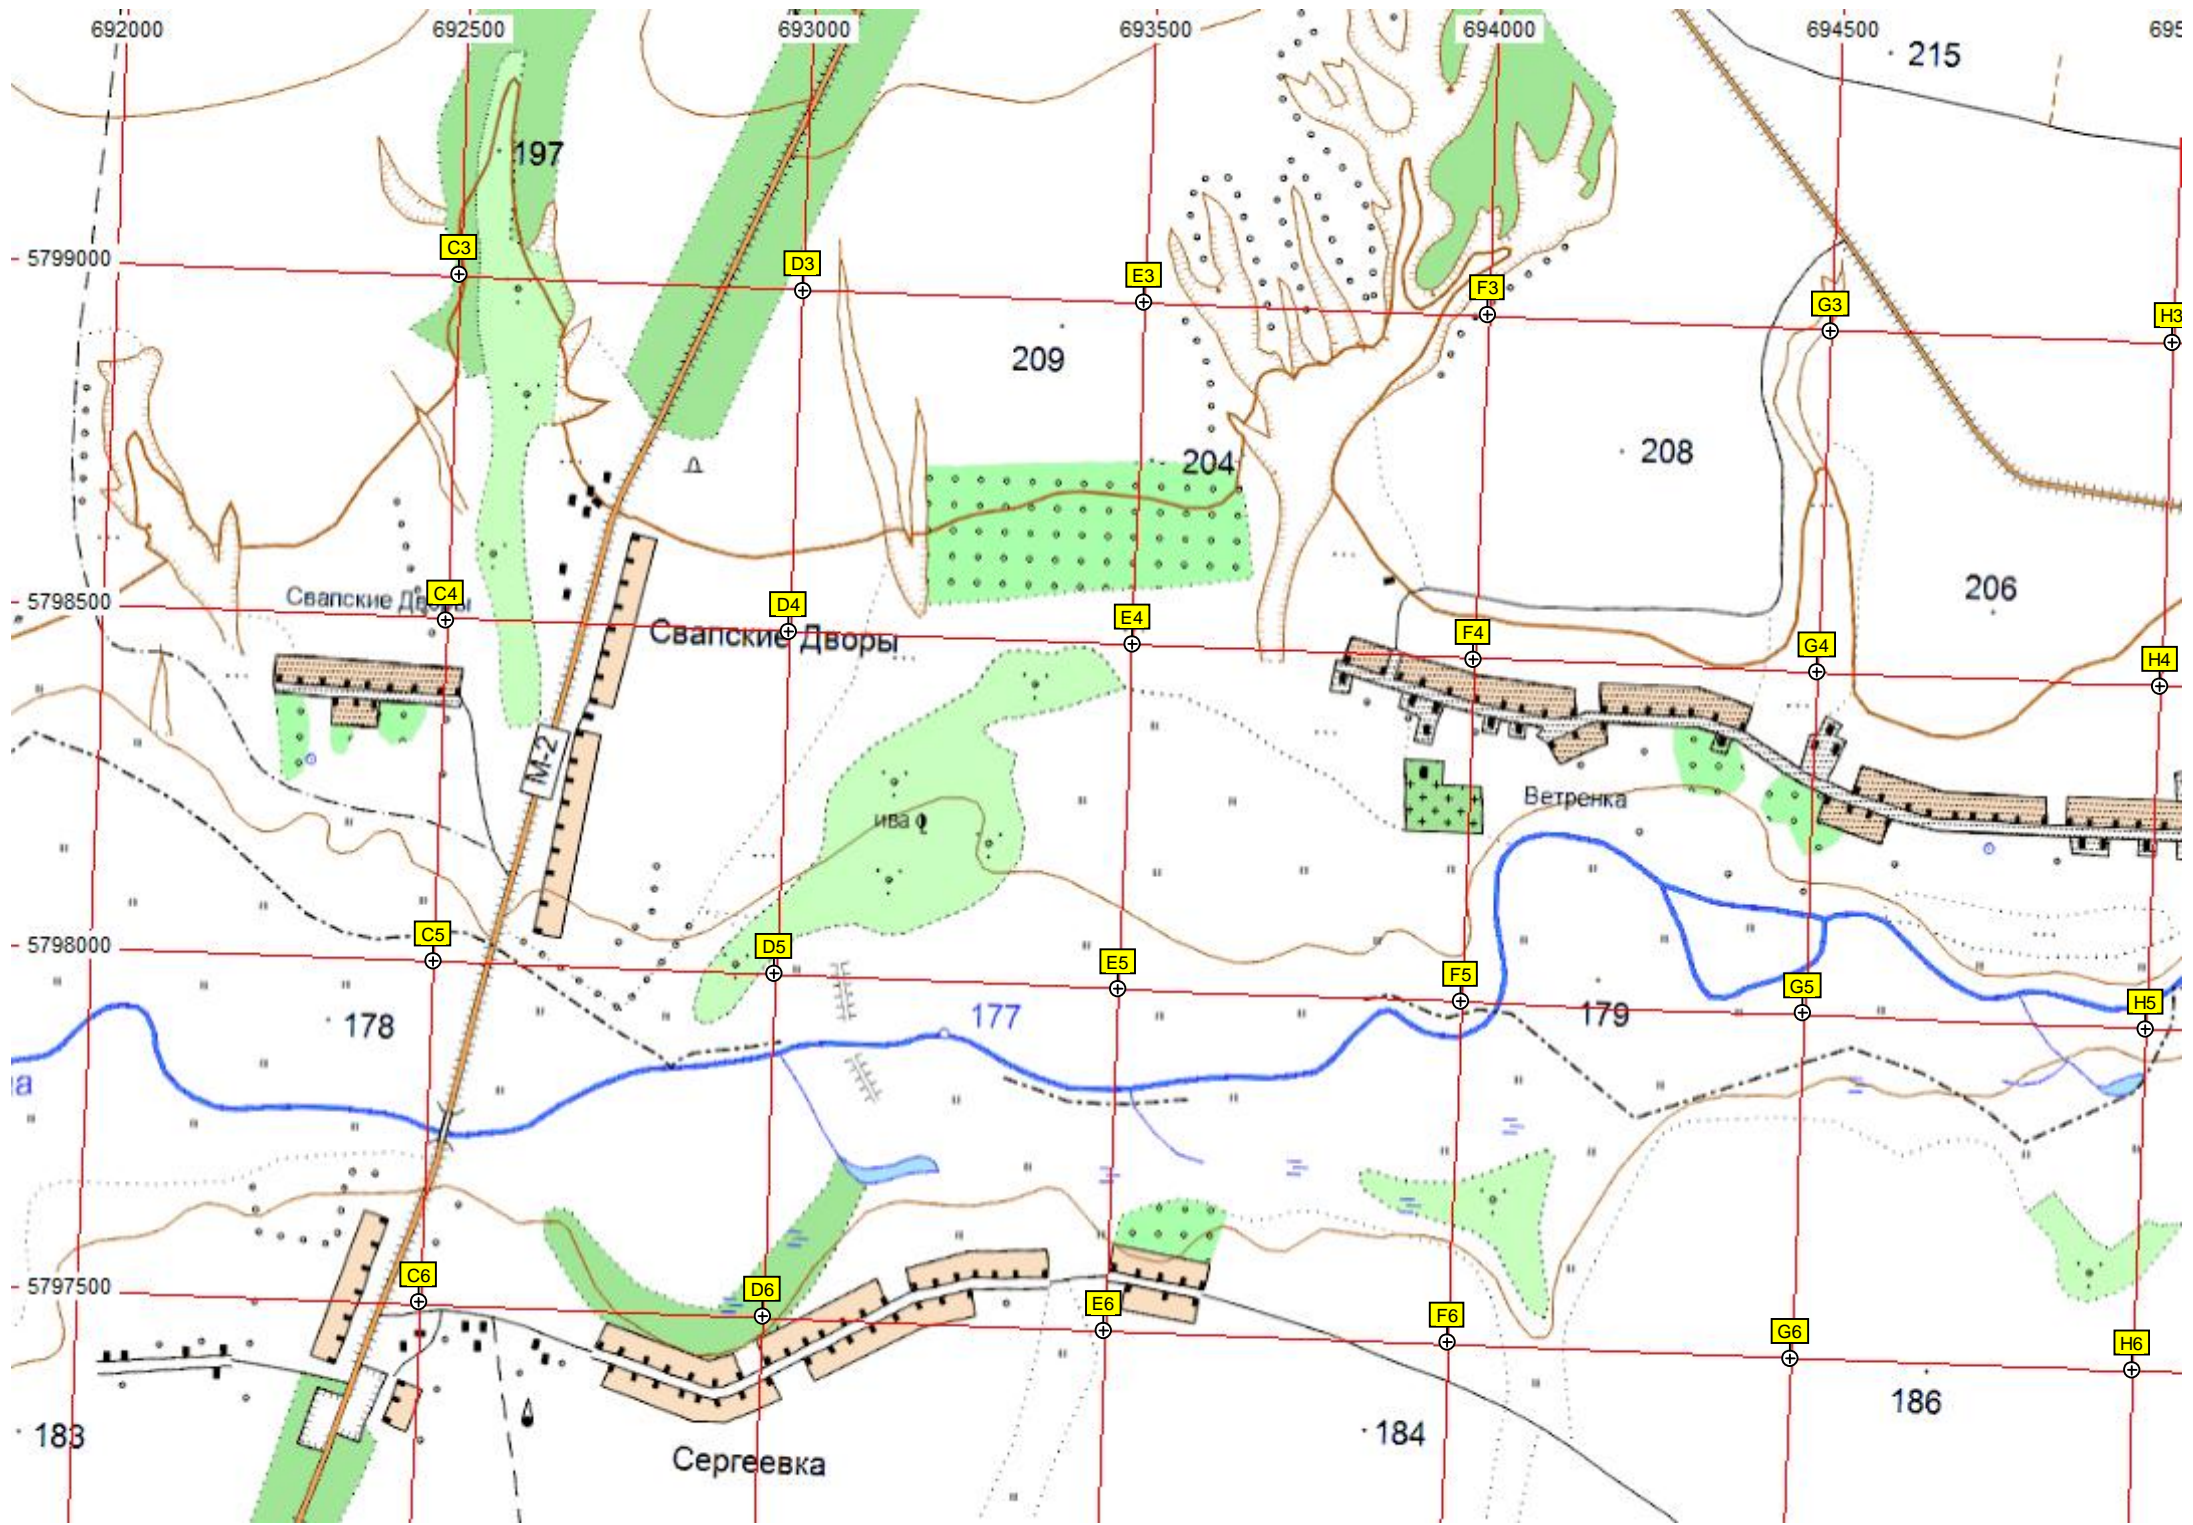 692000 692500 693000 693500 694000 694500 695
215
197
5799000 C3 D3 E3 F3 G3 H3
209
204 208
206
Свапские Дворы
5798500 C4 D4 E4 F4 G4 H4
Свапские Дворы
М-2
Ветренка
ива
5798000 C5 D5 E5 F5 G5 H5
178 177 179
а
5797500 C6 D6 E6 F6 G6 H6
183 184 186
Сергеевка